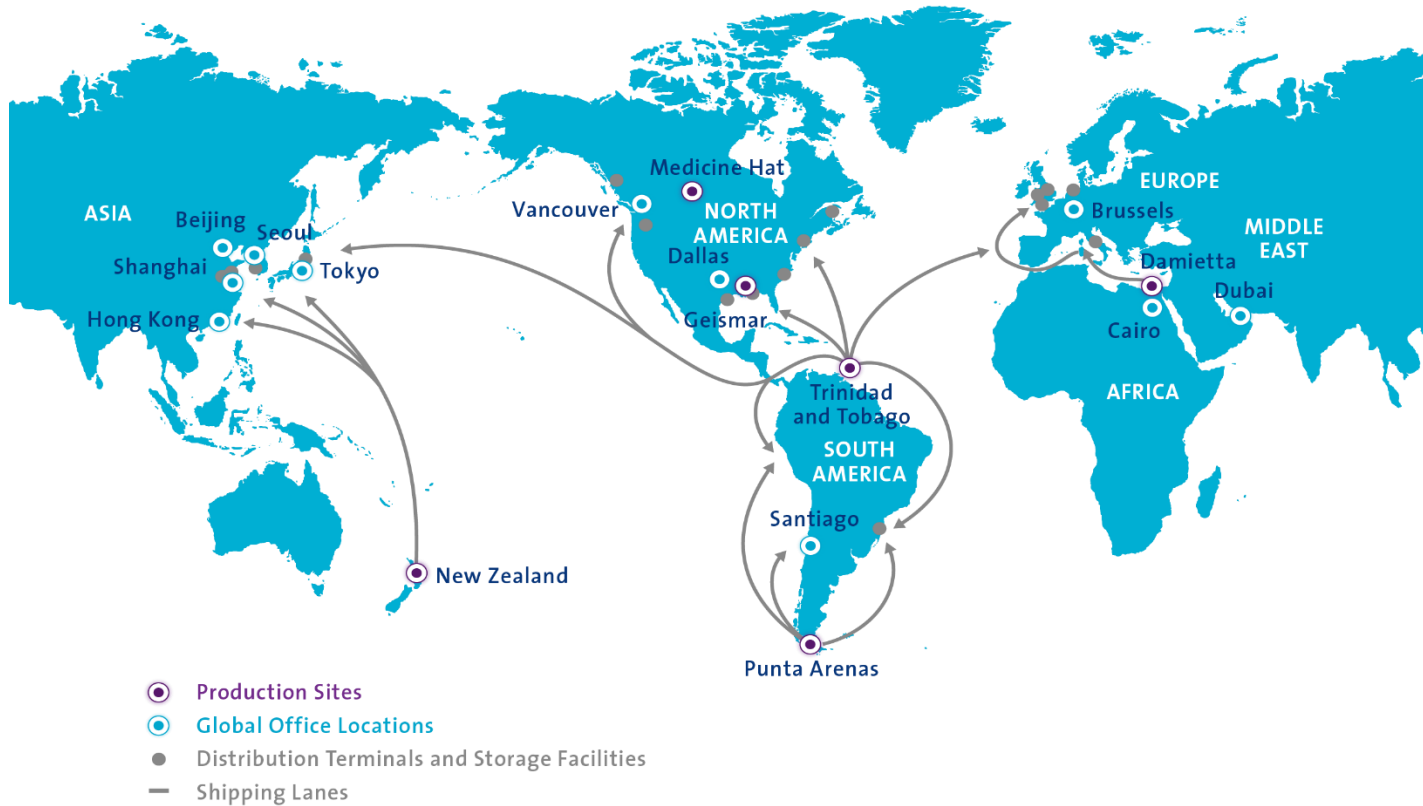 Medicine Hat
EUROPE
ASIA
Vancouver
NORTH
AMERICA
Brussels
Beijing
Seoul
MIDDLE
EAST
Shanghai
Tokyo
Dallas
Damietta
Dubai
Hong Kong
Geismar
Cairo
Trinidad
and Tobago
AFRICA
SOUTH
AMERICA
Santiago
New Zealand
Punta Arenas
Production Sites
Global Office Locations
Distribution Terminals and Storage Facilities
Shipping Lanes